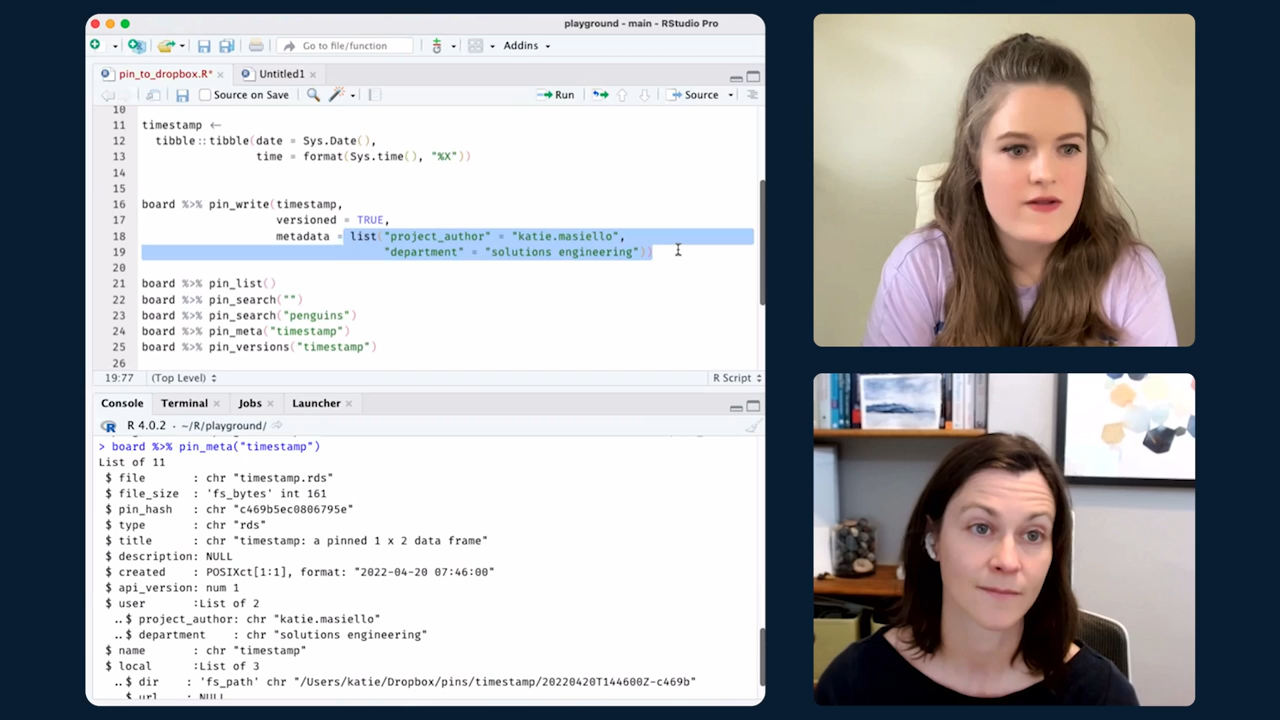 playground - main - RStudio Pro
Go to file/function
Addins
pin_to_dropbox.R* Untitled1
Source on Save Run Source
10
11 timestamp <-
12 tibble::tibble(date = Sys.Date(),
13 time = format(Sys.time(), "%X"))
14
15
16 board %>% pin_write(timestamp,
17 versioned = TRUE,
18 metadata = list("project_author" = "katie.masiello",
19 "department" = "solutions engineering"))
20
21 board %>% pin_list()
22 board %>% pin_search("")
23 board %>% pin_search("penguins")
24 board %>% pin_meta("timestamp")
25 board %>% pin_versions("timestamp")
26
19:77 (Top Level) R Script
Console Terminal Jobs Launcher
R 4.0.2 · ~/R/playground/
> board %>% pin_meta("timestamp")
List of 11
$ file : chr "timestamp.rds"
$ file_size : 'fs_bytes' int 161
$ pin_hash : chr "c469b5ec0806795e"
$ type : chr "rds"
$ title : chr "timestamp: a pinned 1 x 2 data frame"
$ description: NULL
$ created : POSIXct[1:1], format: "2022-04-20 07:46:00"
$ api_version: num 1
$ user :List of 2
..$ project_author: chr "katie.masiello"
..$ department : chr "solutions engineering"
$ name : chr "timestamp"
$ local :List of 3
..$ dir : 'fs_path' chr "/Users/katie/Dropbox/pins/timestamp/20220420T144600Z-c469b"
..$ url : NULL